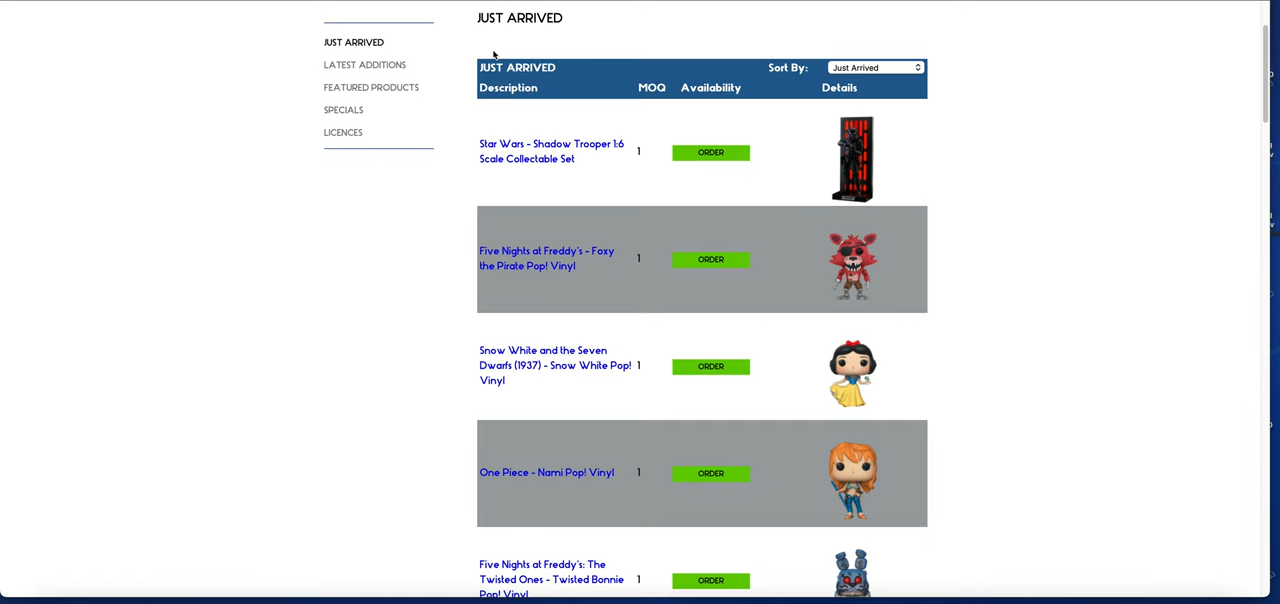 JUST ARRIVED
JUST ARRIVED
LATEST ADDITIONS
FEATURED PRODUCTS
SPECIALS
LICENCES
JUST ARRIVED Sort By: Just Arrived
Description MOQ Availability Details
Star Wars - Shadow Trooper 1:6
Scale Collectable Set
1 ORDER
Five Nights at Freddy's - Foxy
the Pirate Pop! Vinyl
1 ORDER
Snow White and the Seven
Dwarfs (1937) - Snow White Pop!
Vinyl
1 ORDER
One Piece - Nami Pop! Vinyl 1 ORDER
Five Nights at Freddy's: The
Twisted Ones - Twisted Bonnie
Pop! Vinyl
1 ORDER